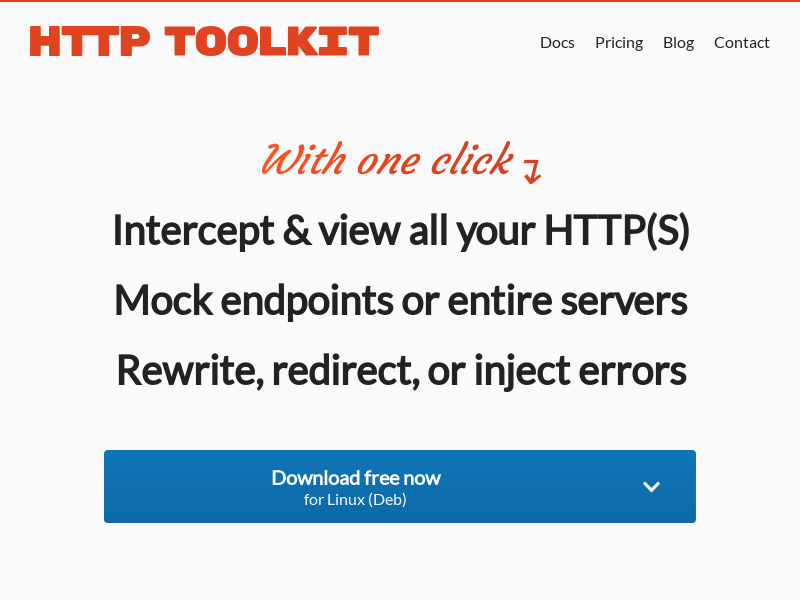 HTTP TOOLKIT
Docs Pricing Blog Contact
With one click
Intercept & view all your HTTP(S)
Mock endpoints or entire servers
Rewrite, redirect, or inject errors
Download free now
for Linux (Deb)